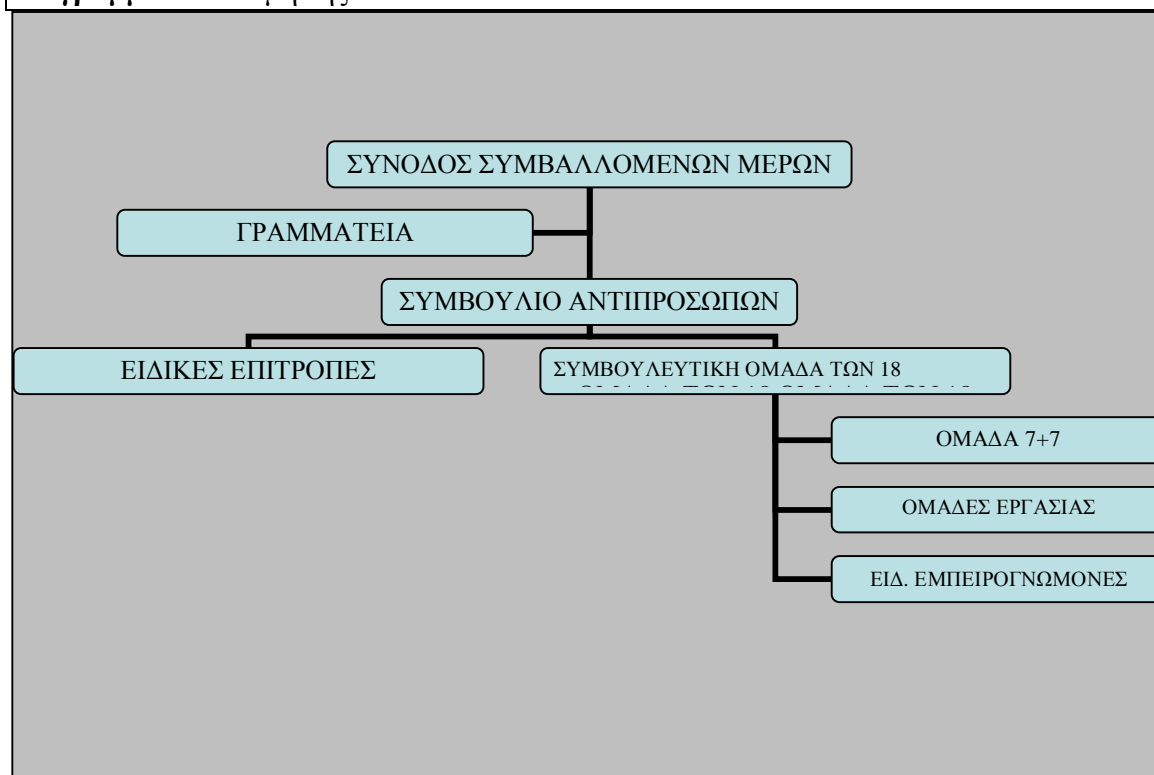 ΣΥΝΟΔΟΣ ΣΥΜΒΑΛΛΟΜΕΝΩΝ ΜΕΡΩΝ
ΓΡΑΜΜΑΤΕΙΑ
ΣΥΜΒΟΥΛΙΟ ΑΝΤΙΠΡΟΣΩΠΩΝ
ΕΙΔΙΚΕΣ ΕΠΙΤΡΟΠΕΣ
ΣΥΜΒΟΥΛΕΥΤΙΚΗ ΟΜΑΔΑ ΤΩΝ 18
ΟΜΑΔΑ 7+7
ΟΜΑΔΕΣ ΕΡΓΑΣΙΑΣ
ΕΙΔ. ΕΜΠΕΙΡΟΓΝΩΜΟΝΕΣ